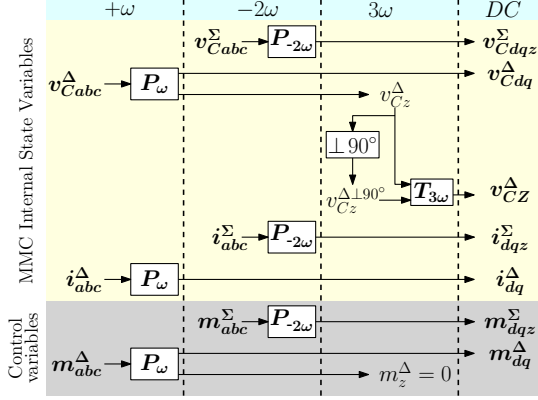 +ω −2ω 3ω DC
MMC Internal State Variables
v^Σ_Cabc P_-2ω v^Σ_Cdqz
v^Δ_Cabc P_ω v^Δ_Cdq
v^Δ_Cz
⊥90°
v^Δ⊥90°_Cz T_3ω v^Δ_CZ
i^Σ_abc P_-2ω i^Σ_dqz
i^Δ_abc P_ω i^Δ_dq
Control
variables
m^Σ_abc P_-2ω m^Σ_dqz
m^Δ_abc P_ω m^Δ_dq
m^Δ_z = 0